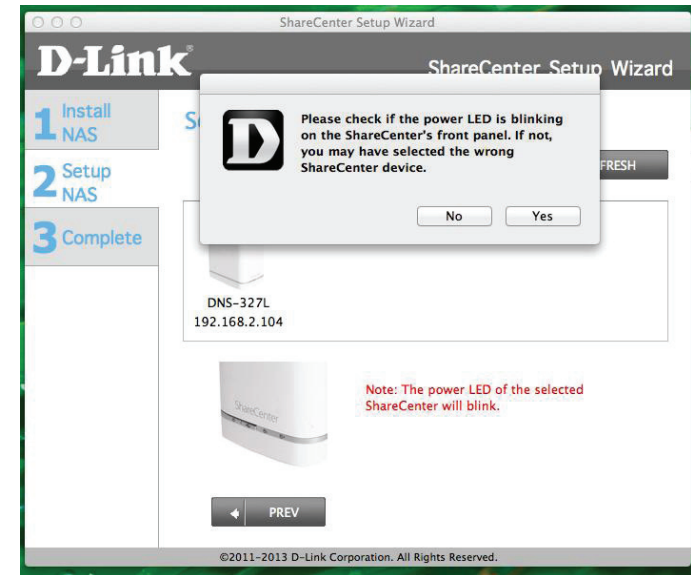 ShareCenter Setup Wizard
D-Link®
ShareCenter Setup Wizard
1 Install
NAS
2 Setup
NAS
3 Complete
S
FRESH
D
Please check if the power LED is blinking
on the ShareCenter's front panel. If not,
you may have selected the wrong
ShareCenter device.
No
Yes
DNS-327L
192.168.2.104
ShareCenter
Note: The power LED of the selected
ShareCenter will blink.
PREV
©2011-2013 D-Link Corporation. All Rights Reserved.